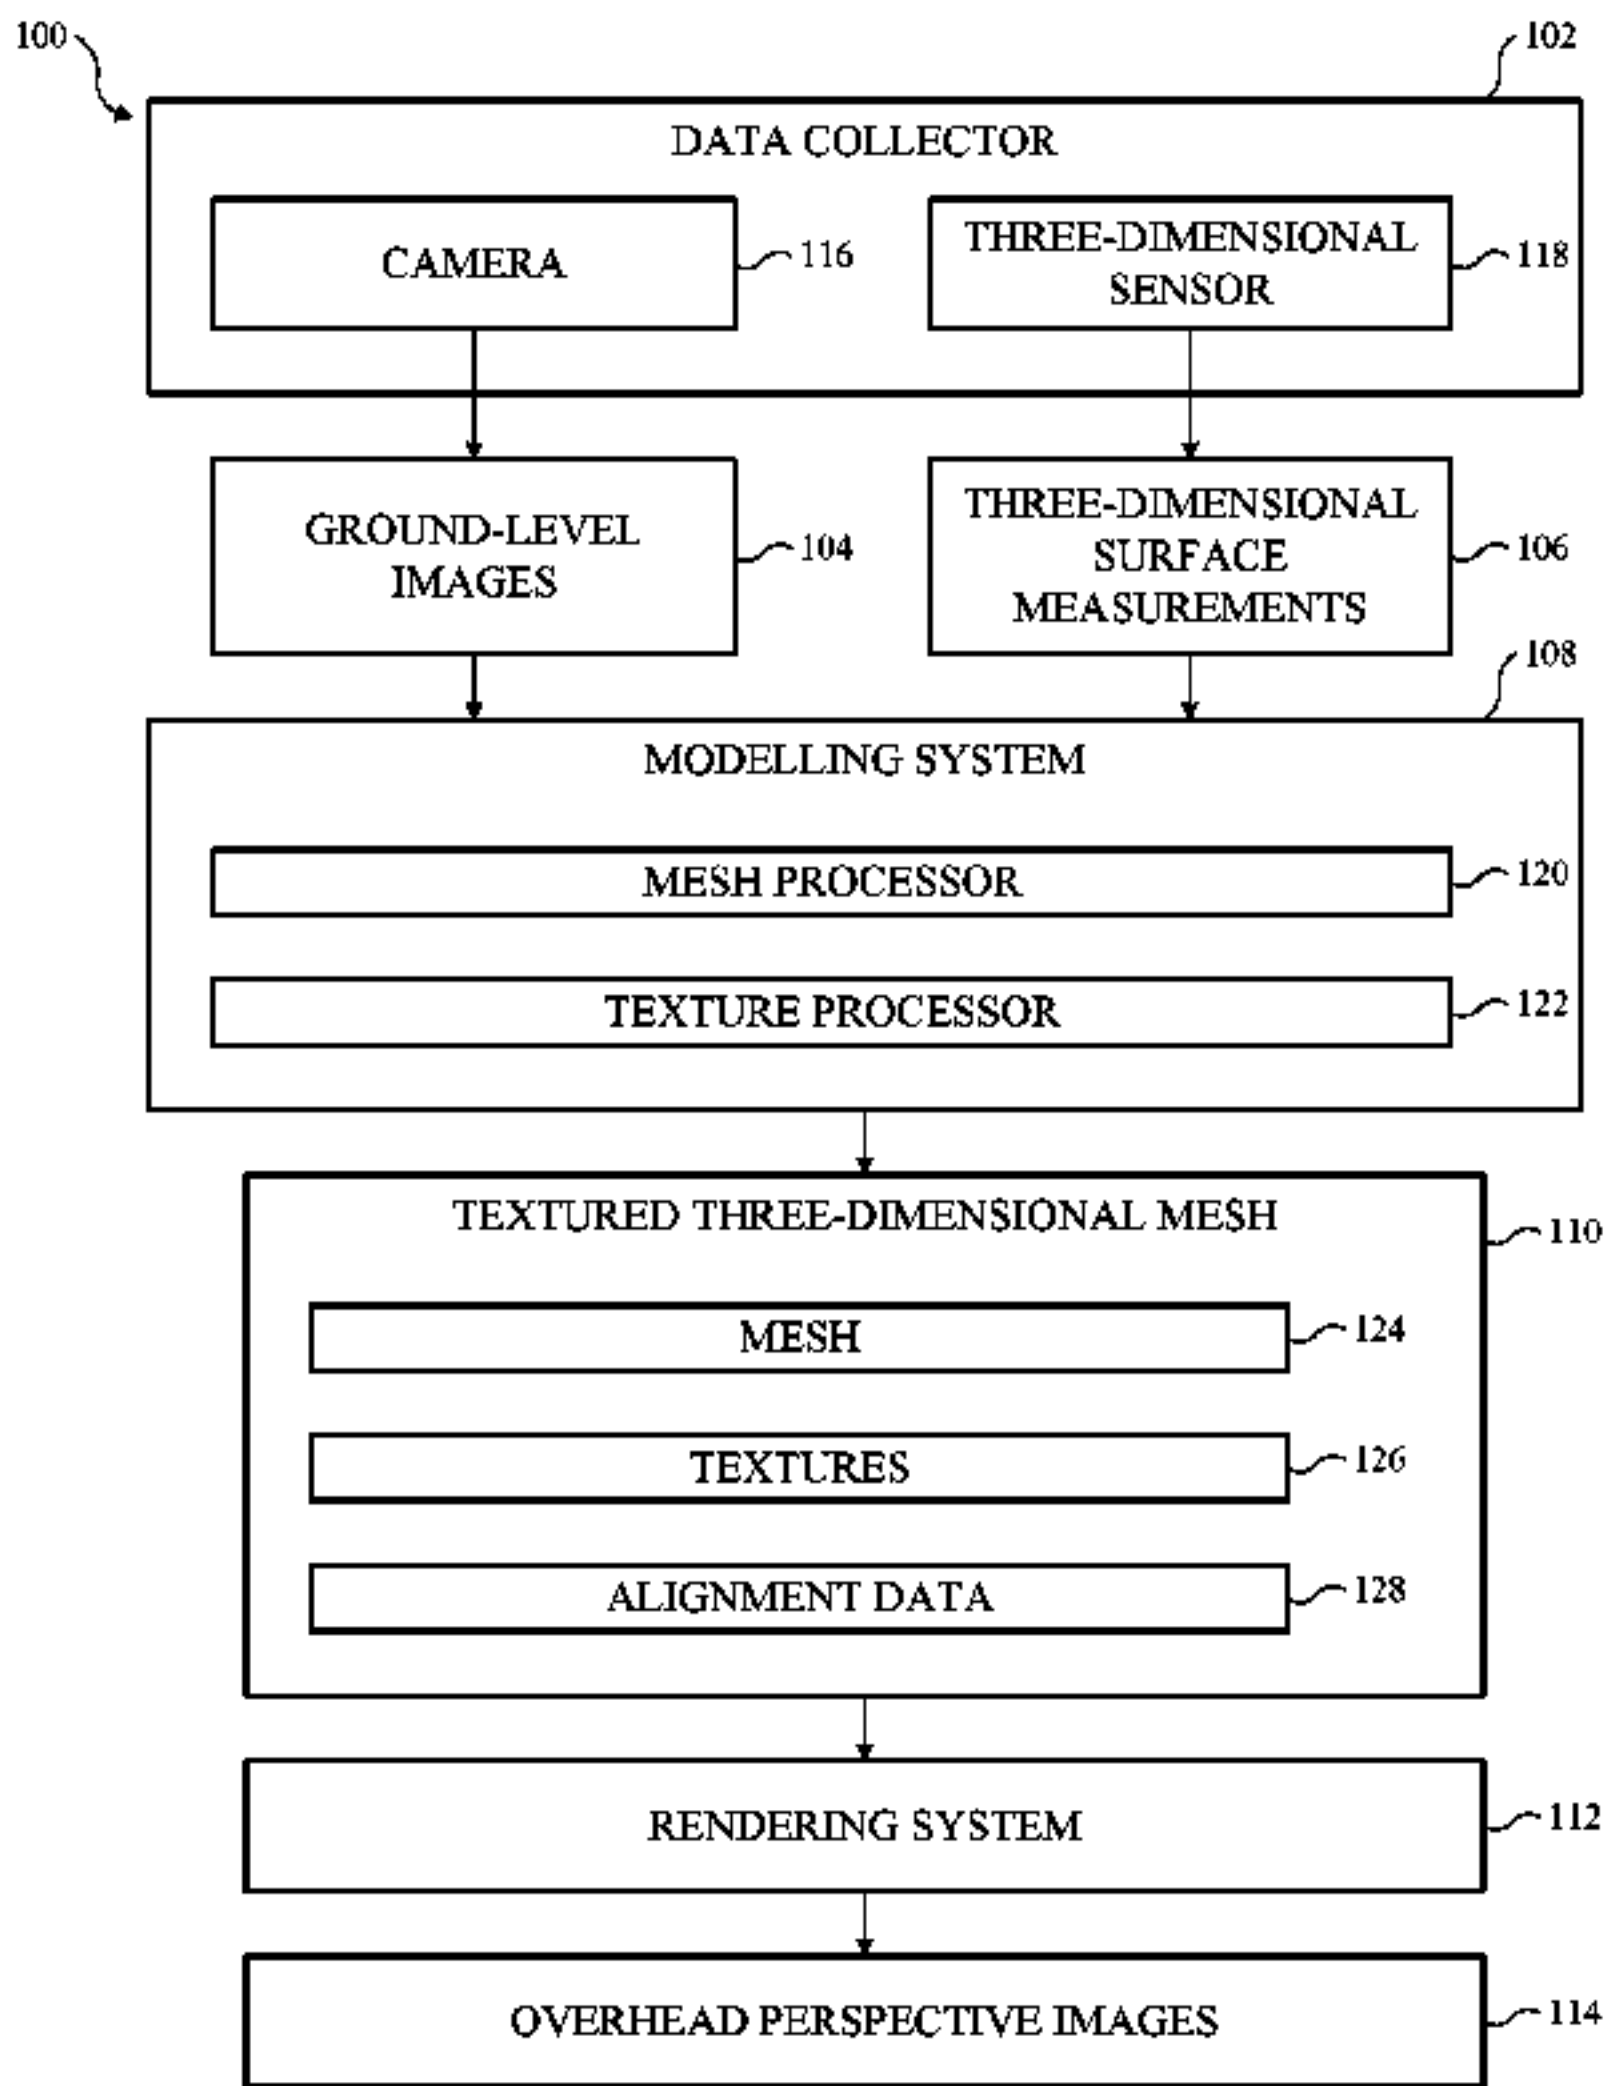 100
102
DATA COLLECTOR
CAMERA
116
THREE-DIMENSIONAL
SENSOR
118
GROUND-LEVEL
IMAGES
104
THREE-DIMENSIONAL
SURFACE
MEASUREMENTS
106
108
MODELLING SYSTEM
MESH PROCESSOR
120
TEXTURE PROCESSOR
122
TEXTURED THREE-DIMENSIONAL MESH
110
MESH
124
TEXTURES
126
ALIGNMENT DATA
128
RENDERING SYSTEM
112
OVERHEAD PERSPECTIVE IMAGES
114